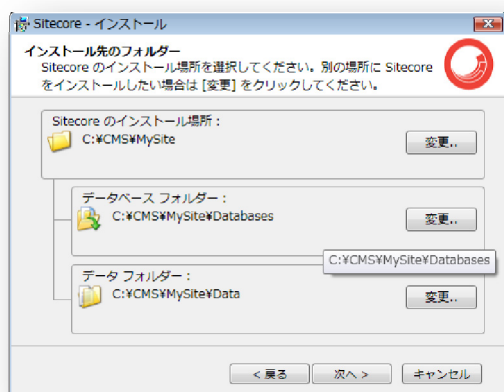 Sitecore - インストール
インストール先のフォルダー
Sitecore のインストール場所を選択してください。別の場所に Sitecore
をインストールしたい場合は [変更] をクリックしてください。
Sitecore のインストール場所：
C:¥CMS¥MySite
変更..
データベース フォルダー：
C:¥CMS¥MySite¥Databases
変更..
C:¥CMS¥MySite¥Databases
データ フォルダー：
C:¥CMS¥MySite¥Data
変更..
< 戻る
次へ >
キャンセル